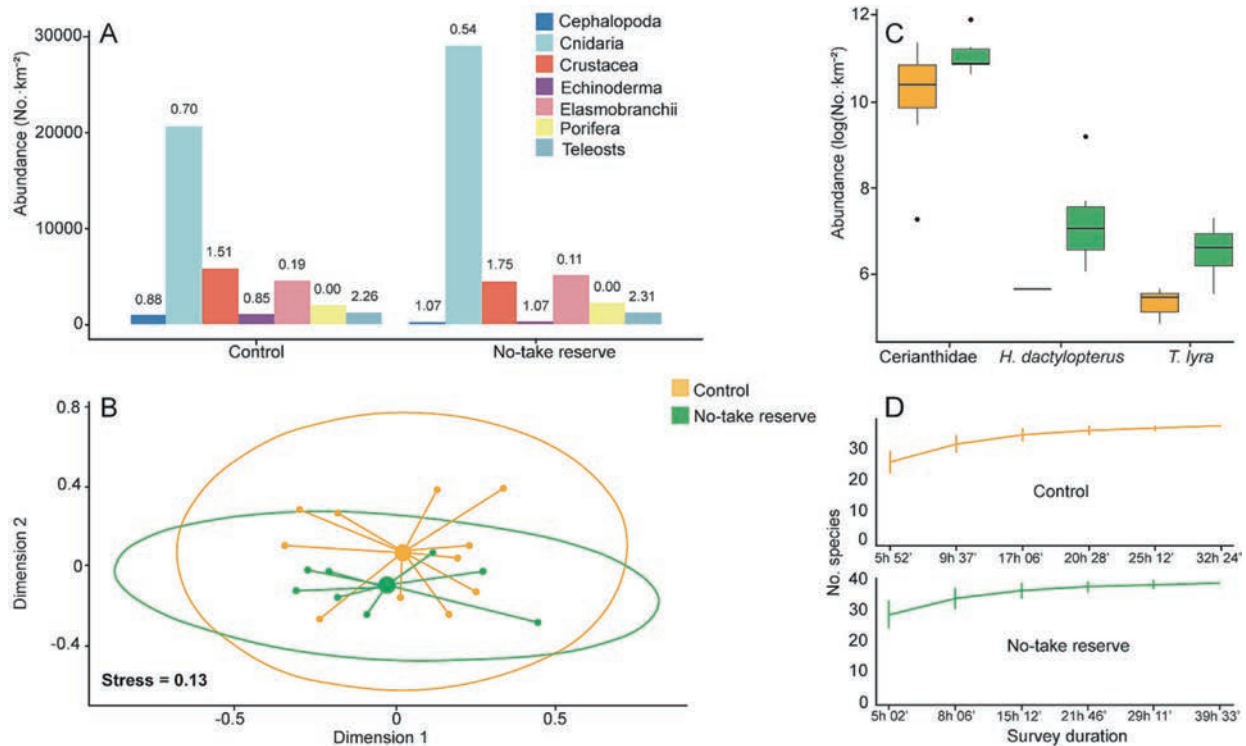 A
Abundance (No.·km⁻²)
30000
20000
10000
0
0.88
0.70
1.51
0.85
0.19
0.00
2.26
1.07
0.54
1.75
1.07
0.11
0.00
2.31
Control
No-take reserve
Cephalopoda
Cnidaria
Crustacea
Echinoderma
Elasmobranchii
Porifera
Teleosts
C
Abundance (log(No.·km⁻²)
12
10
8
6
Cerianthidae
H. dactylopterus
T. lyra
B
Dimension 2
0.8
0.4
0
-0.4
Stress = 0.13
-0.5
0
0.5
Dimension 1
Control
No-take reserve
D
No. species
30
20
10
0
Control
5h 52'
9h 37'
17h 06'
20h 28'
25h 12'
32h 24'
40
30
20
10
0
No-take reserve
5h 02'
8h 06'
15h 12'
21h 46'
29h 11'
39h 33'
Survey duration